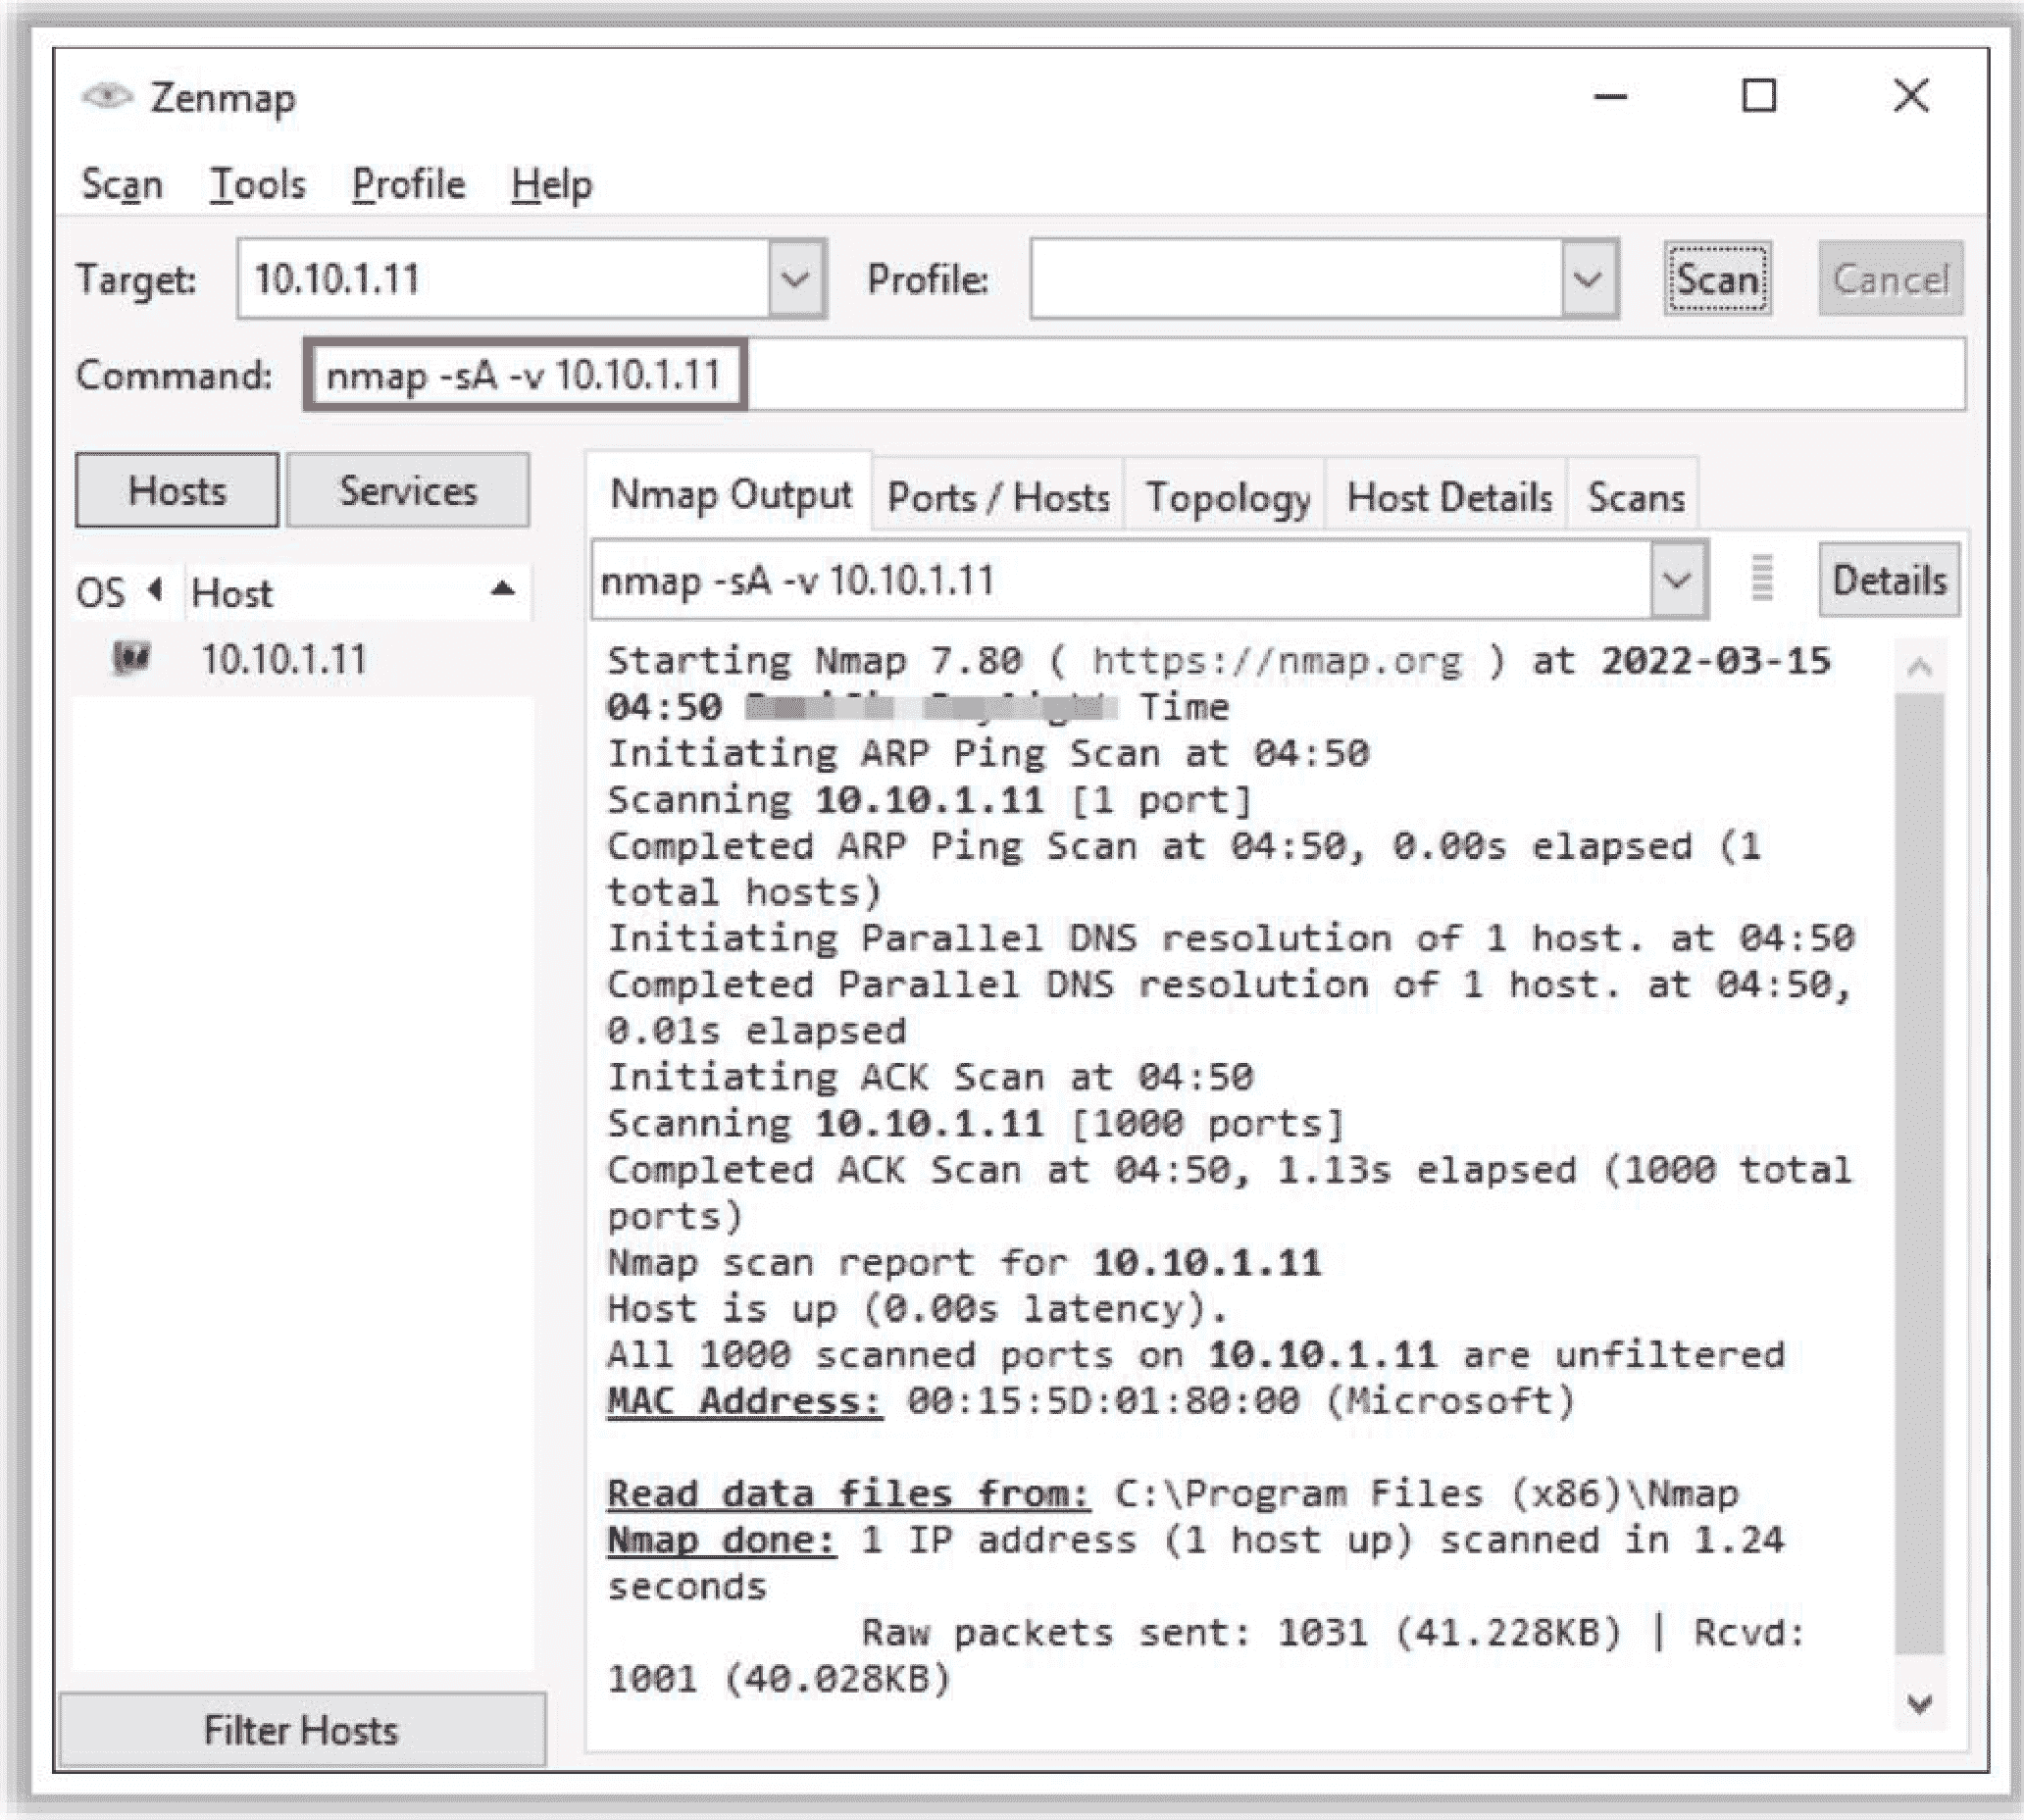 Zenmap
Scan Tools Profile Help
Target: 10.10.1.11 Profile: Scan Cancel
Command: nmap -sA -v 10.10.1.11
Hosts Services
OS Host
10.10.1.11
Nmap Output Ports / Hosts Topology Host Details Scans
nmap -sA -v 10.10.1.11 Details
Starting Nmap 7.80 ( https://nmap.org ) at 2022-03-15
04:50 Time
Initiating ARP Ping Scan at 04:50
Scanning 10.10.1.11 [1 port]
Completed ARP Ping Scan at 04:50, 0.00s elapsed (1
total hosts)
Initiating Parallel DNS resolution of 1 host. at 04:50
Completed Parallel DNS resolution of 1 host. at 04:50,
0.01s elapsed
Initiating ACK Scan at 04:50
Scanning 10.10.1.11 [1000 ports]
Completed ACK Scan at 04:50, 1.13s elapsed (1000 total
ports)
Nmap scan report for 10.10.1.11
Host is up (0.00s latency).
All 1000 scanned ports on 10.10.1.11 are unfiltered
MAC Address: 00:15:5D:01:80:00 (Microsoft)
Read data files from: C:\Program Files (x86)\Nmap
Nmap done: 1 IP address (1 host up) scanned in 1.24
seconds
Raw packets sent: 1031 (41.228KB) | Rcvd:
1001 (40.028KB)
Filter Hosts